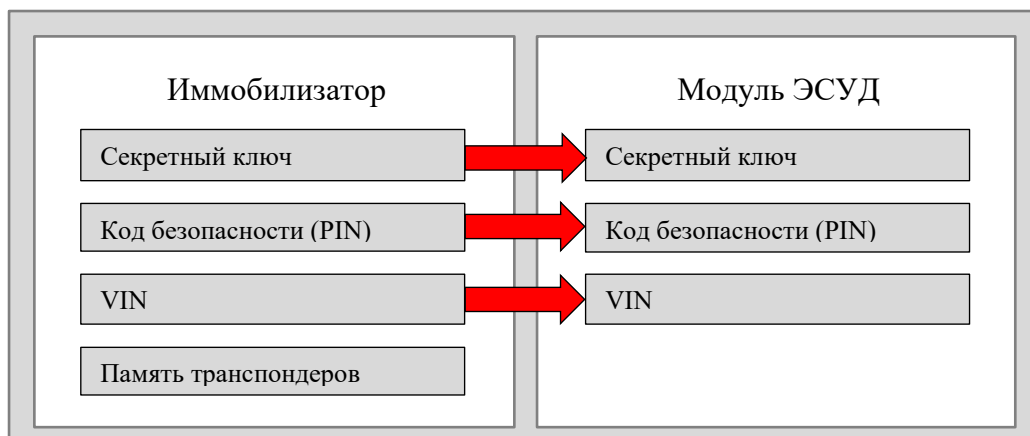 Иммобилизатор
Модуль ЭСУД
Секретный ключ
Секретный ключ
Код безопасности (PIN)
Код безопасности (PIN)
VIN
VIN
Память транспондеров